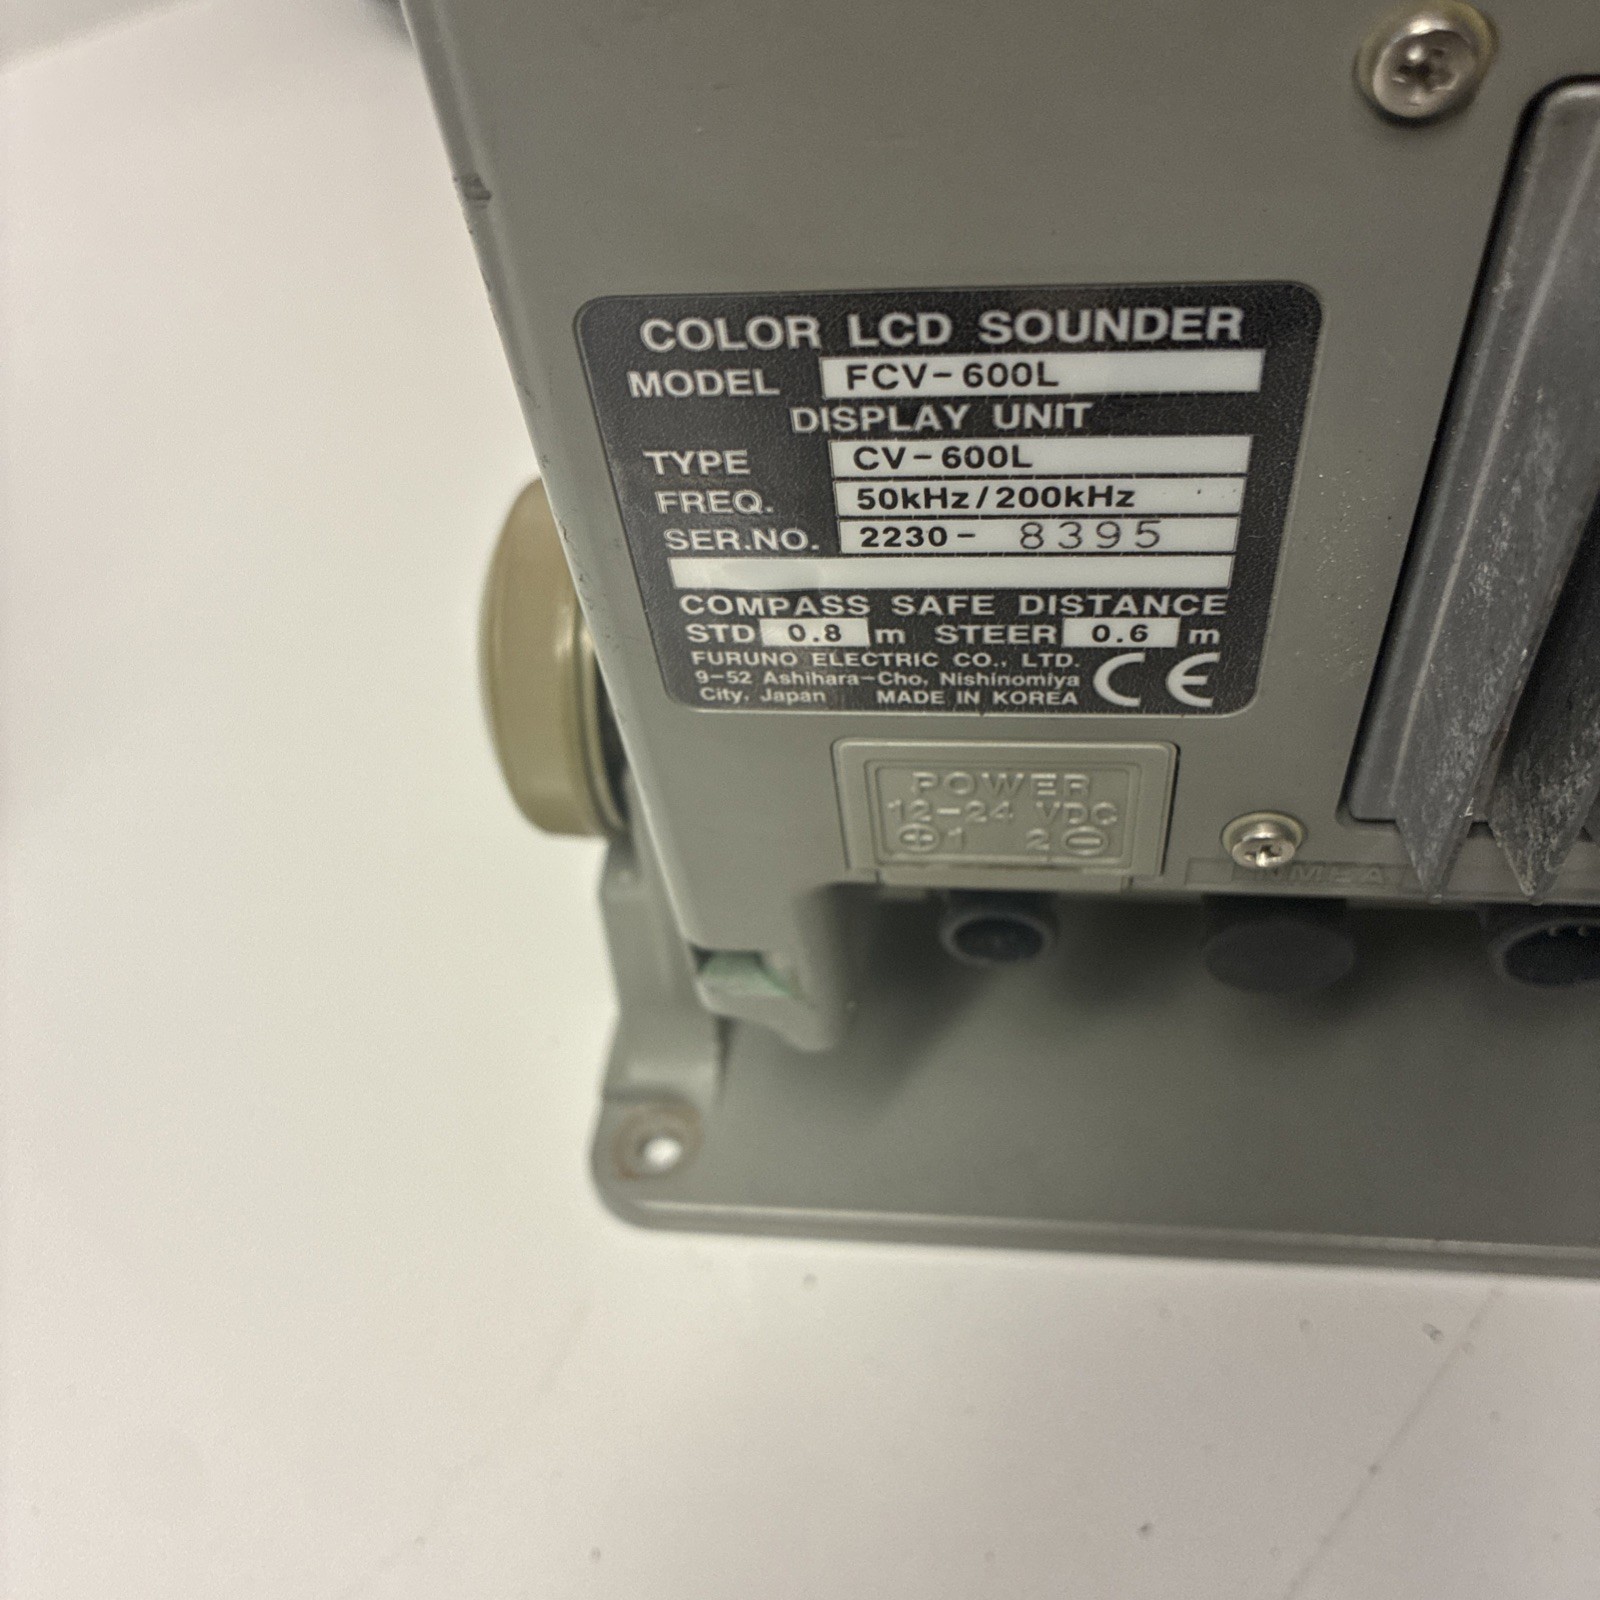 COLOR LCD SOUNDER
MODEL FCV-600L
DISPLAY UNIT
TYPE CV-600L
FREQ. 50kHz/200kHz
SER.NO. 2230- 8395
COMPASS SAFE DISTANCE
STD 0.8 m STEER 0.6 m
FURUNO ELECTRIC CO., LTD.
9-52 Ashihara-Cho, Nishinomiya
City, Japan MADE IN KOREA CE
POWER
12-24 VDC
⊕1 2⊖
NMEA